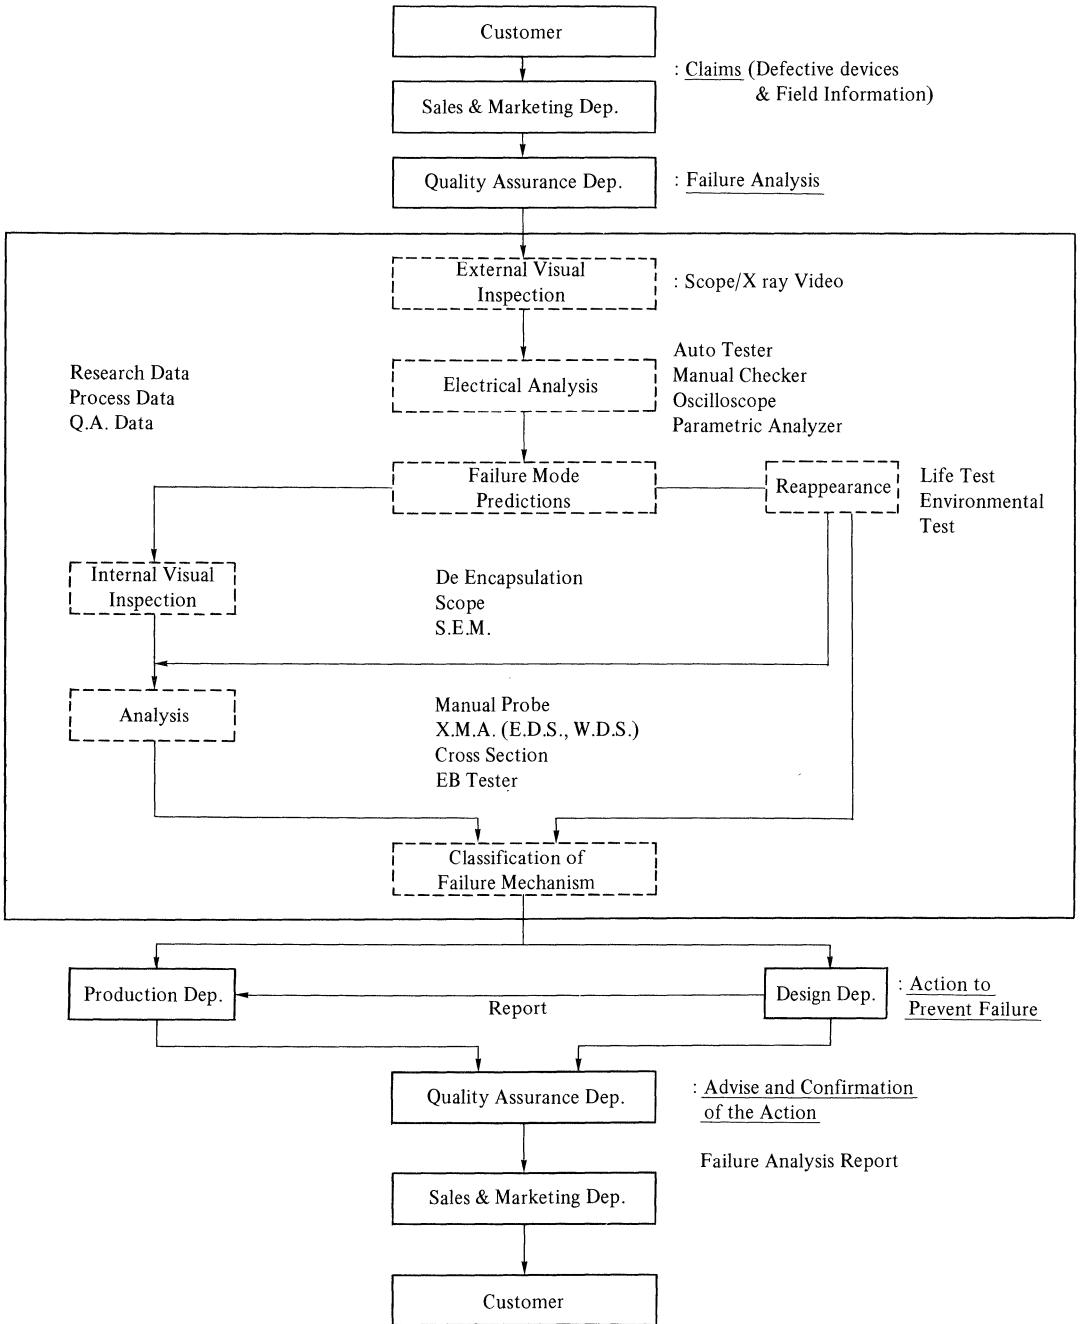 Customer
: Claims (Defective devices
& Field Information)
Sales & Marketing Dep.
Quality Assurance Dep.
: Failure Analysis
External Visual
Inspection
: Scope/X ray Video
Research Data
Process Data
Q.A. Data
Electrical Analysis
Auto Tester
Manual Checker
Oscilloscope
Parametric Analyzer
Failure Mode
Predictions
Reappearance
Life Test
Environmental
Test
Internal Visual
Inspection
De Encapsulation
Scope
S.E.M.
Analysis
Manual Probe
X.M.A. (E.D.S., W.D.S.)
Cross Section
EB Tester
Classification of
Failure Mechanism
Production Dep.
Report
Design Dep.
: Action to
Prevent Failure
Quality Assurance Dep.
: Advise and Confirmation
of the Action
Failure Analysis Report
Sales & Marketing Dep.
Customer